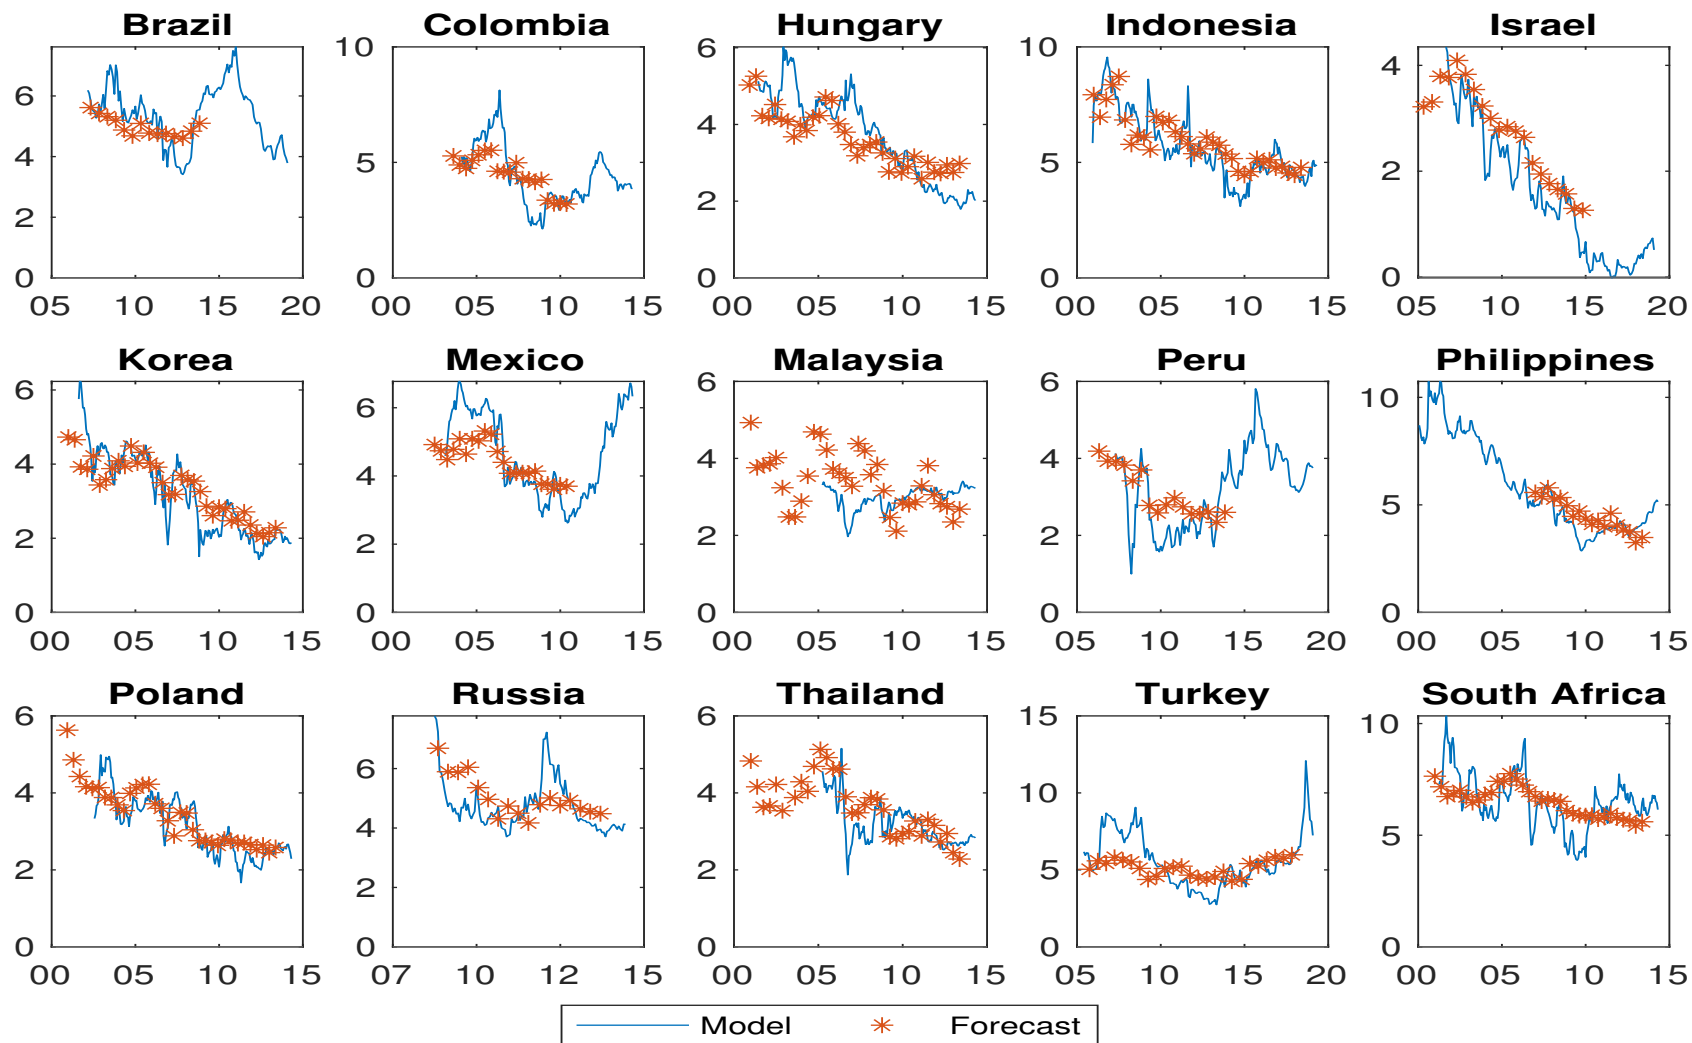 Brazil Colombia Hungary Indonesia Israel
6 4 2 0
05 10 15 20
10 5 0
00 05 10 15
6 4 2 0
00 05 10 15
10 5 0
00 05 10 15
4 2 0
05 10 15 20
Korea Mexico Malaysia Peru Philippines
6 4 2 0
00 05 10 15
6 4 2 0
00 05 10 15
6 4 2 0
00 05 10 15
6 4 2 0
05 10 15 20
10 5 0
00 05 10 15
Poland Russia Thailand Turkey South Africa
6 4 2 0
00 05 10 15
6 4 2
07 10 12 15
6 4 2 0
00 05 10 15
15 10 5 0
05 10 15 20
10 5 0
00 05 10 15
Model Forecast